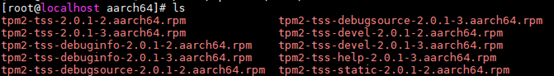 [root@localhost aarch64]# ls
tpm2-tss-2.0.1-2.aarch64.rpm tpm2-tss-debugsource-2.0.1-3.aarch64.rpm
tpm2-tss-2.0.1-3.aarch64.rpm tpm2-tss-devel-2.0.1-2.aarch64.rpm
tpm2-tss-debuginfo-2.0.1-2.aarch64.rpm tpm2-tss-devel-2.0.1-3.aarch64.rpm
tpm2-tss-debuginfo-2.0.1-3.aarch64.rpm tpm2-tss-help-2.0.1-3.aarch64.rpm
tpm2-tss-debugsource-2.0.1-2.aarch64.rpm tpm2-tss-static-2.0.1-2.aarch64.rpm